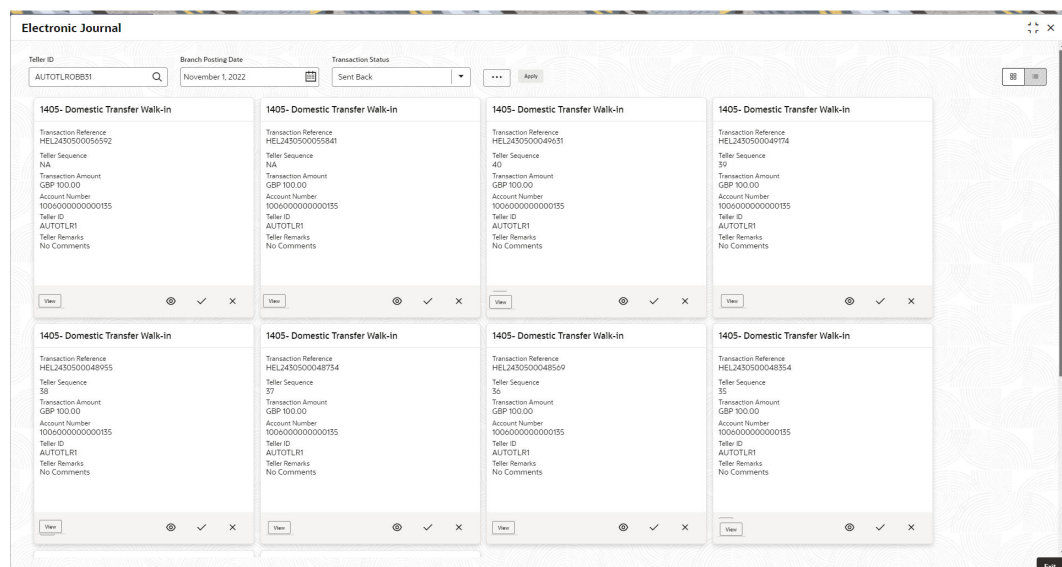 Electronic Journal
Teller ID
Branch Posting Date
Transaction Status
AUTOTLROBB31
November 1, 2022
Sent Back
Apply
1405- Domestic Transfer Walk-in
Transaction Reference
HEL2430500056592
Teller Sequence
NA
Transaction Amount
GBP 100.00
Account Number
1006000000000135
Teller ID
AUTOTLR1
Teller Remarks
No Comments
View
1405- Domestic Transfer Walk-in
Transaction Reference
HEL2430500055841
Teller Sequence
NA
Transaction Amount
GBP 100.00
Account Number
1006000000000135
Teller ID
AUTOTLR1
Teller Remarks
No Comments
View
1405- Domestic Transfer Walk-in
Transaction Reference
HEL2430500049631
Teller Sequence
40
Transaction Amount
GBP 100.00
Account Number
1006000000000135
Teller ID
AUTOTLR1
Teller Remarks
No Comments
View
1405- Domestic Transfer Walk-in
Transaction Reference
HEL2430500049174
Teller Sequence
39
Transaction Amount
GBP 100.00
Account Number
1006000000000135
Teller ID
AUTOTLR1
Teller Remarks
No Comments
View
1405- Domestic Transfer Walk-in
Transaction Reference
HEL2430500048955
Teller Sequence
38
Transaction Amount
GBP 100.00
Account Number
1006000000000135
Teller ID
AUTOTLR1
Teller Remarks
No Comments
View
1405- Domestic Transfer Walk-in
Transaction Reference
HEL2430500048734
Teller Sequence
37
Transaction Amount
GBP 100.00
Account Number
1006000000000135
Teller ID
AUTOTLR1
Teller Remarks
No Comments
View
1405- Domestic Transfer Walk-in
Transaction Reference
HEL2430500048569
Teller Sequence
36
Transaction Amount
GBP 100.00
Account Number
1006000000000135
Teller ID
AUTOTLR1
Teller Remarks
No Comments
View
1405- Domestic Transfer Walk-in
Transaction Reference
HEL2430500048354
Teller Sequence
35
Transaction Amount
GBP 100.00
Account Number
1006000000000135
Teller ID
AUTOTLR1
Teller Remarks
No Comments
View
Exit